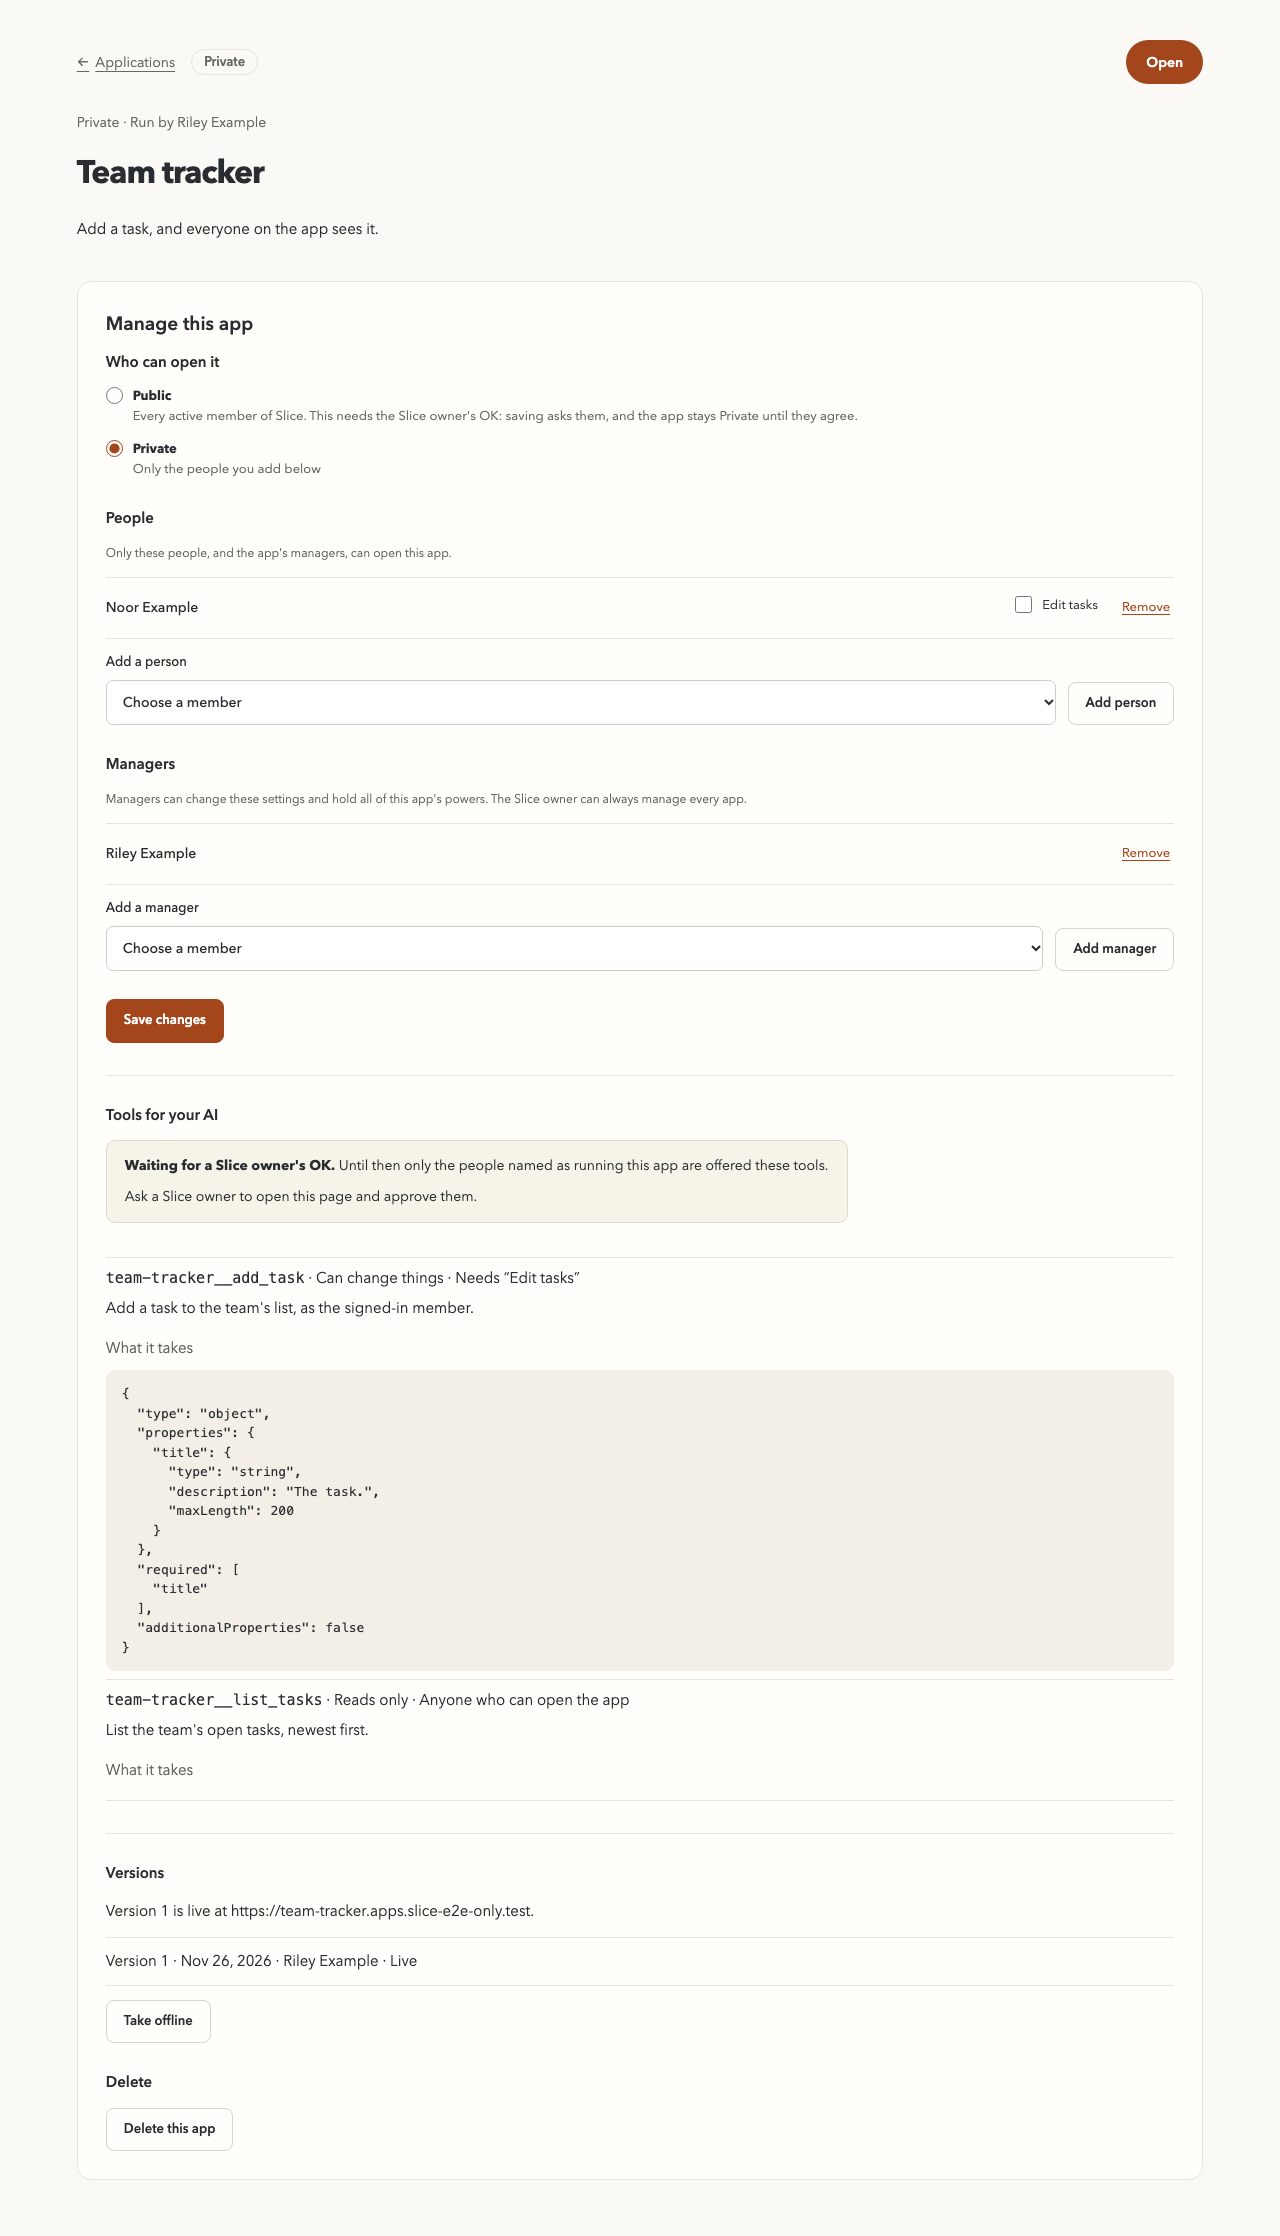 ← Applications Private Open
Private · Run by Riley Example
Team tracker
Add a task, and everyone on the app sees it.
Manage this app
Who can open it
Public
Every active member of Slice. This needs the Slice owner's OK: saving asks them, and the app stays Private until they agree.
Private
Only the people you add below
People
Only these people, and the app's managers, can open this app.
Noor Example Edit tasks Remove
Add a person
Choose a member Add person
Managers
Managers can change these settings and hold all of this app's powers. The Slice owner can always manage every app.
Riley Example Remove
Add a manager
Choose a member Add manager
Save changes
Tools for your AI
Waiting for a Slice owner's OK. Until then only the people named as running this app are offered these tools.
Ask a Slice owner to open this page and approve them.
team-tracker__add_task · Can change things · Needs “Edit tasks”
Add a task to the team's list, as the signed-in member.
What it takes
{
  "type": "object",
  "properties": {
    "title": {
      "type": "string",
      "description": "The task.",
      "maxLength": 200
    }
  },
  "required": [
    "title"
  ],
  "additionalProperties": false
}
team-tracker__list_tasks · Reads only · Anyone who can open the app
List the team's open tasks, newest first.
What it takes
Versions
Version 1 is live at https://team-tracker.apps.slice-e2e-only.test.
Version 1 · Nov 26, 2026 · Riley Example · Live
Take offline
Delete
Delete this app